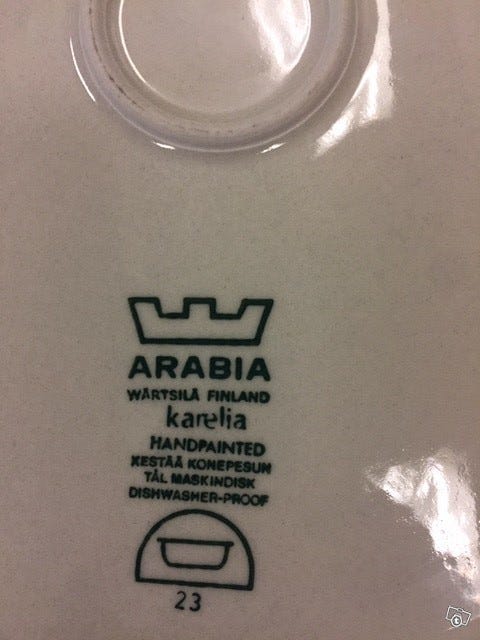 ARABIA
WÄRTSILÄ FINLAND
karelia
HANDPAINTED
KESTÄÄ KONEPESUN
TÅL MASKINDISK
DISHWASHER-PROOF
23